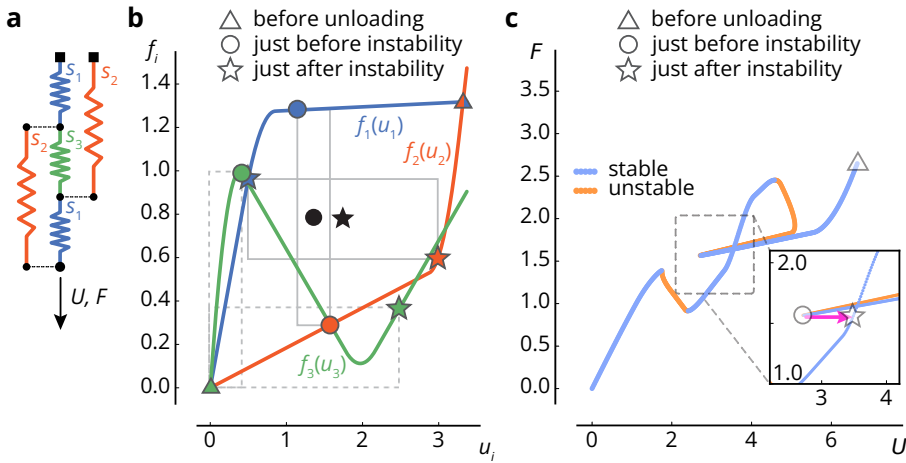 a
s1
s2
s2
s3
s1
U, F
b
△ before unloading
○ just before instability
☆ just after instability
fi
1.4
1.2
1.0
0.8
0.6
0.4
0.2
0.0
f1(u1)
f2(u2)
f3(u3)
0 1 2 3
ui
c
△ before unloading
○ just before instability
☆ just after instability
F
3.5
3.0
2.5
2.0
1.5
1.0
0.5
0.0
stable
unstable
2.0
1.0
3 4
0 2 4 6
U